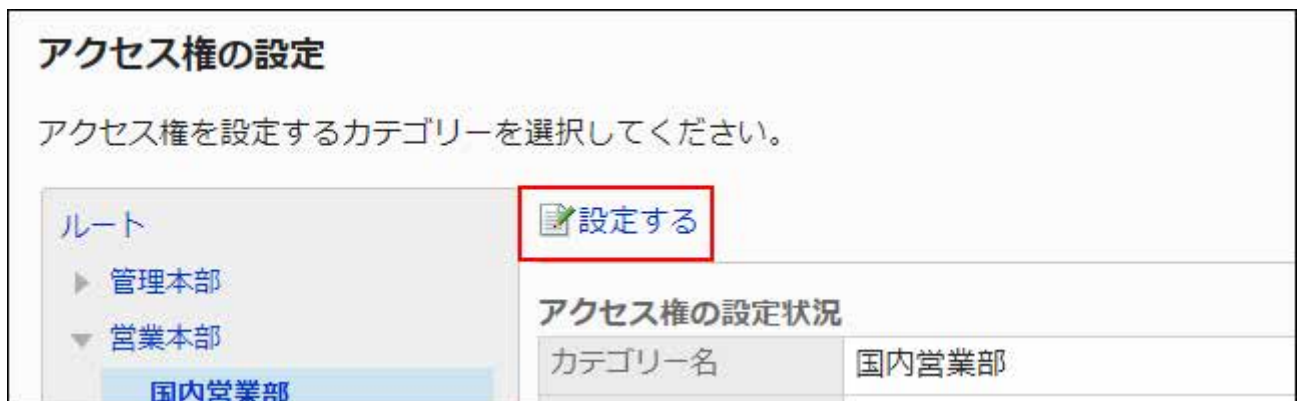 アクセス権の設定
アクセス権を設定するカテゴリーを選択してください。
ルート
管理本部
営業本部
国内営業部
設定する
アクセス権の設定状況
カテゴリー名 国内営業部